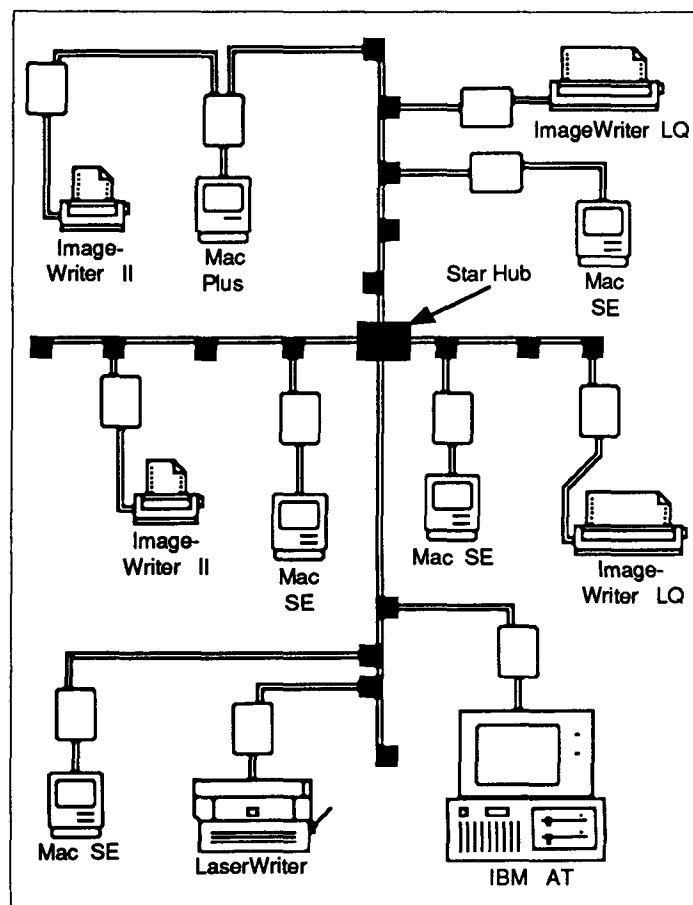 ImageWriter LQ
Image-
Writer II
Mac
Plus
Mac
SE
Star Hub
Image-
Writer II
Mac
SE
Mac SE
Image-
Writer LQ
Mac SE
LaserWriter
IBM AT